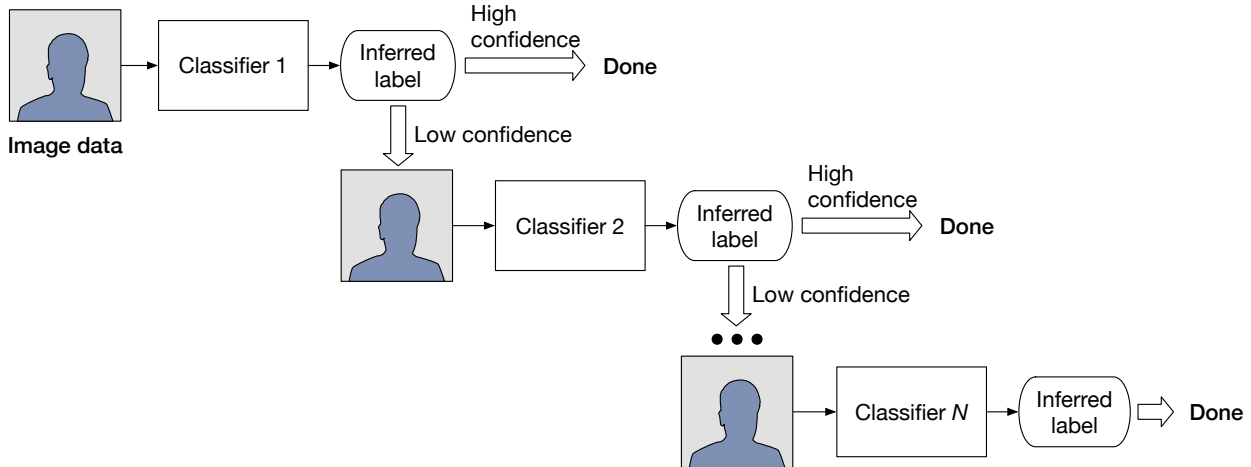 High
confidence
Classifier 1
Inferred
label
Done
Image data
Low confidence
High
confidence
Classifier 2
Inferred
label
Done
Low confidence
Classifier N
Inferred
label
Done